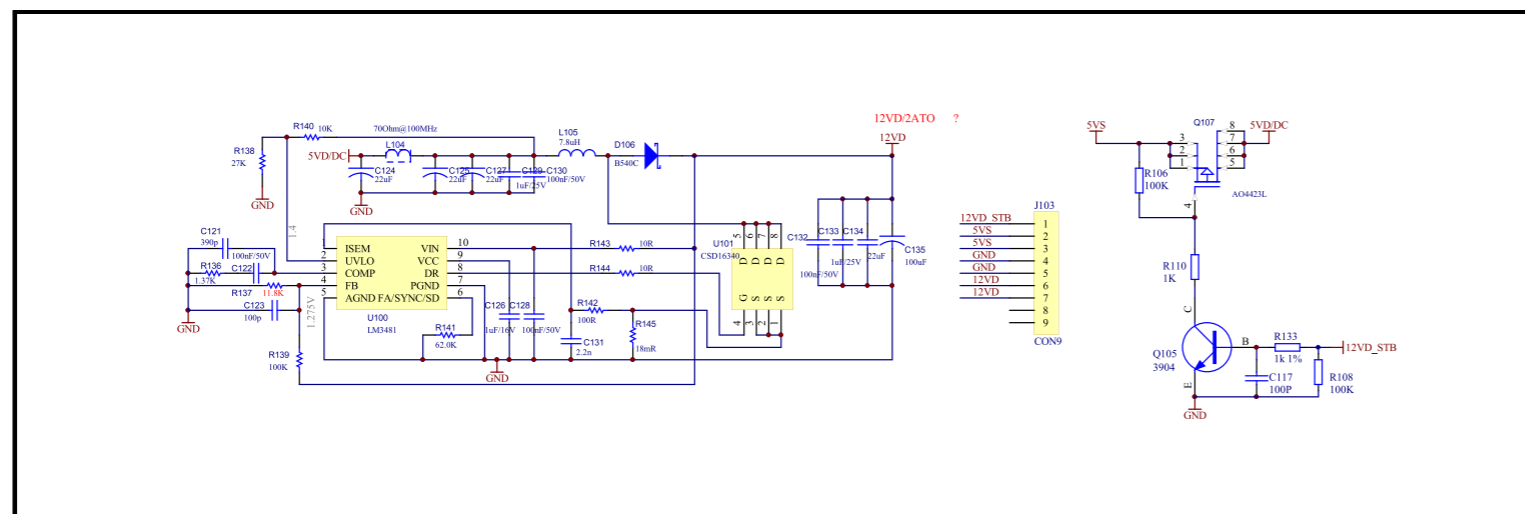 12VD/2ATO ?
12VD
R140 10K
70Ohm@100MHz
L105
7.8uH
D106
B540C
R138
27K
GND
5VD/DC
L104
C124
22uF
C125
22uF
C127
22uF
C129
1uF/25V
C130
100nF/50V
GND
1.4
C121
390p
100nF/50V
R136
1.37K
C122
R137
11.8K
C123
100p
GND
1.275V
1
2
3
4
5
ISEM
UVLO
COMP
FB
AGND FA/SYNC/SD
VIN
VCC
DR
PGND
10
9
8
7
6
U100
LM3481
R139
100K
R141
62.0K
C126
1uF/16V
C128
100nF/50V
GND
R143 10R
R144 10R
R142
100R
R145
18mR
C131
2.2n
U101
CSD16340
5 6 7 8
D D D D
G S S S
4 3 2 1
C132
100nF/50V
C133
1uF/25V
C134
22uF
C135
100uF
J103
12VD_STB 1
5VS 2
5VS 3
GND 4
GND 5
12VD 6
12VD 7
8
9
CON9
5VS
Q107
5VD/DC
3
2
1
8
7
6
5
4
AO4423L
R106
100K
R110
1K
C
B
E
Q105
3904
R133
1k 1%
12VD_STB
C117
100P
R108
100K
GND